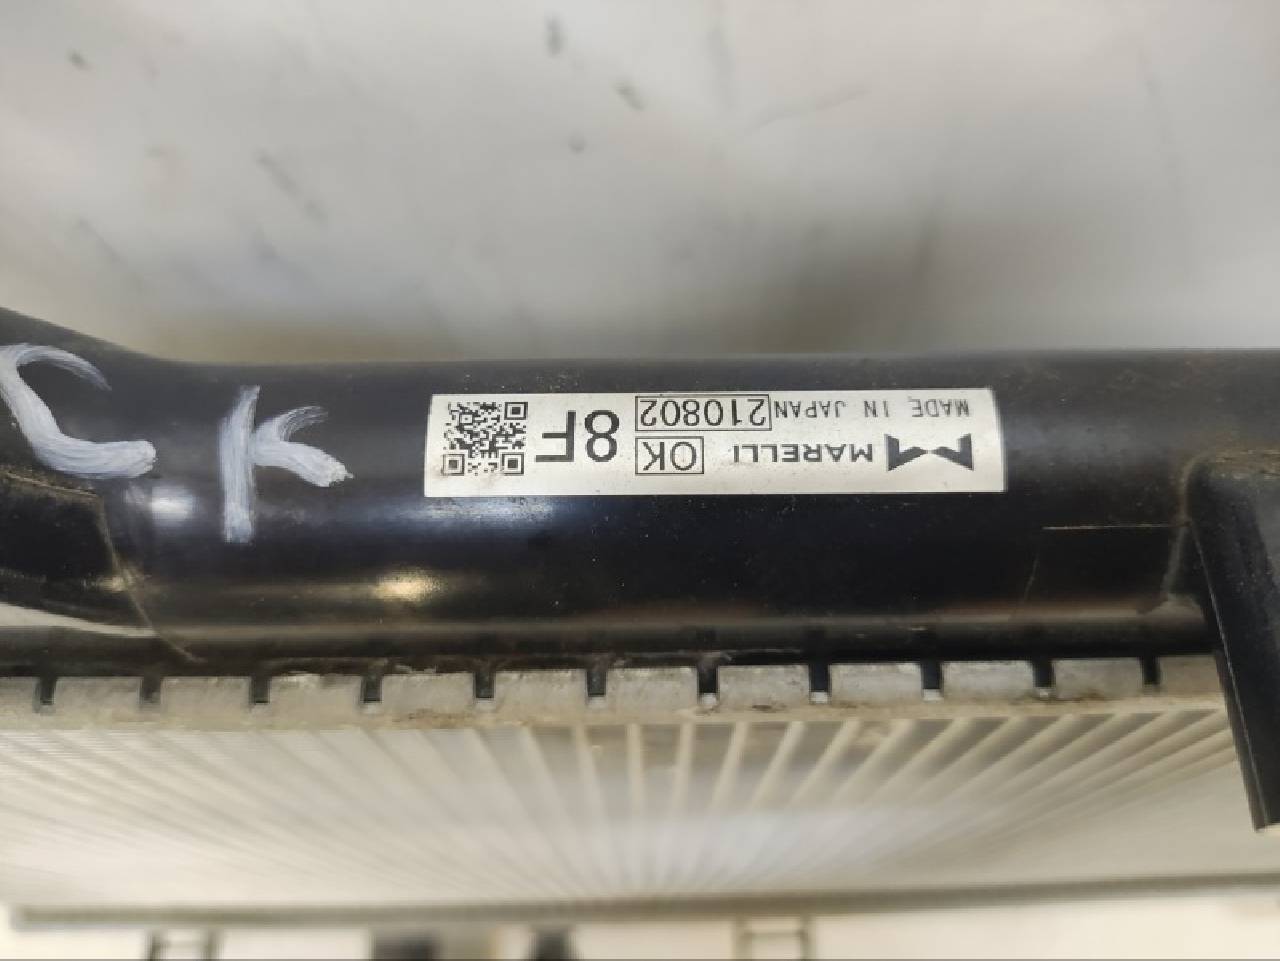 MARELLI OK
MADE IN JAPAN 210802
8F